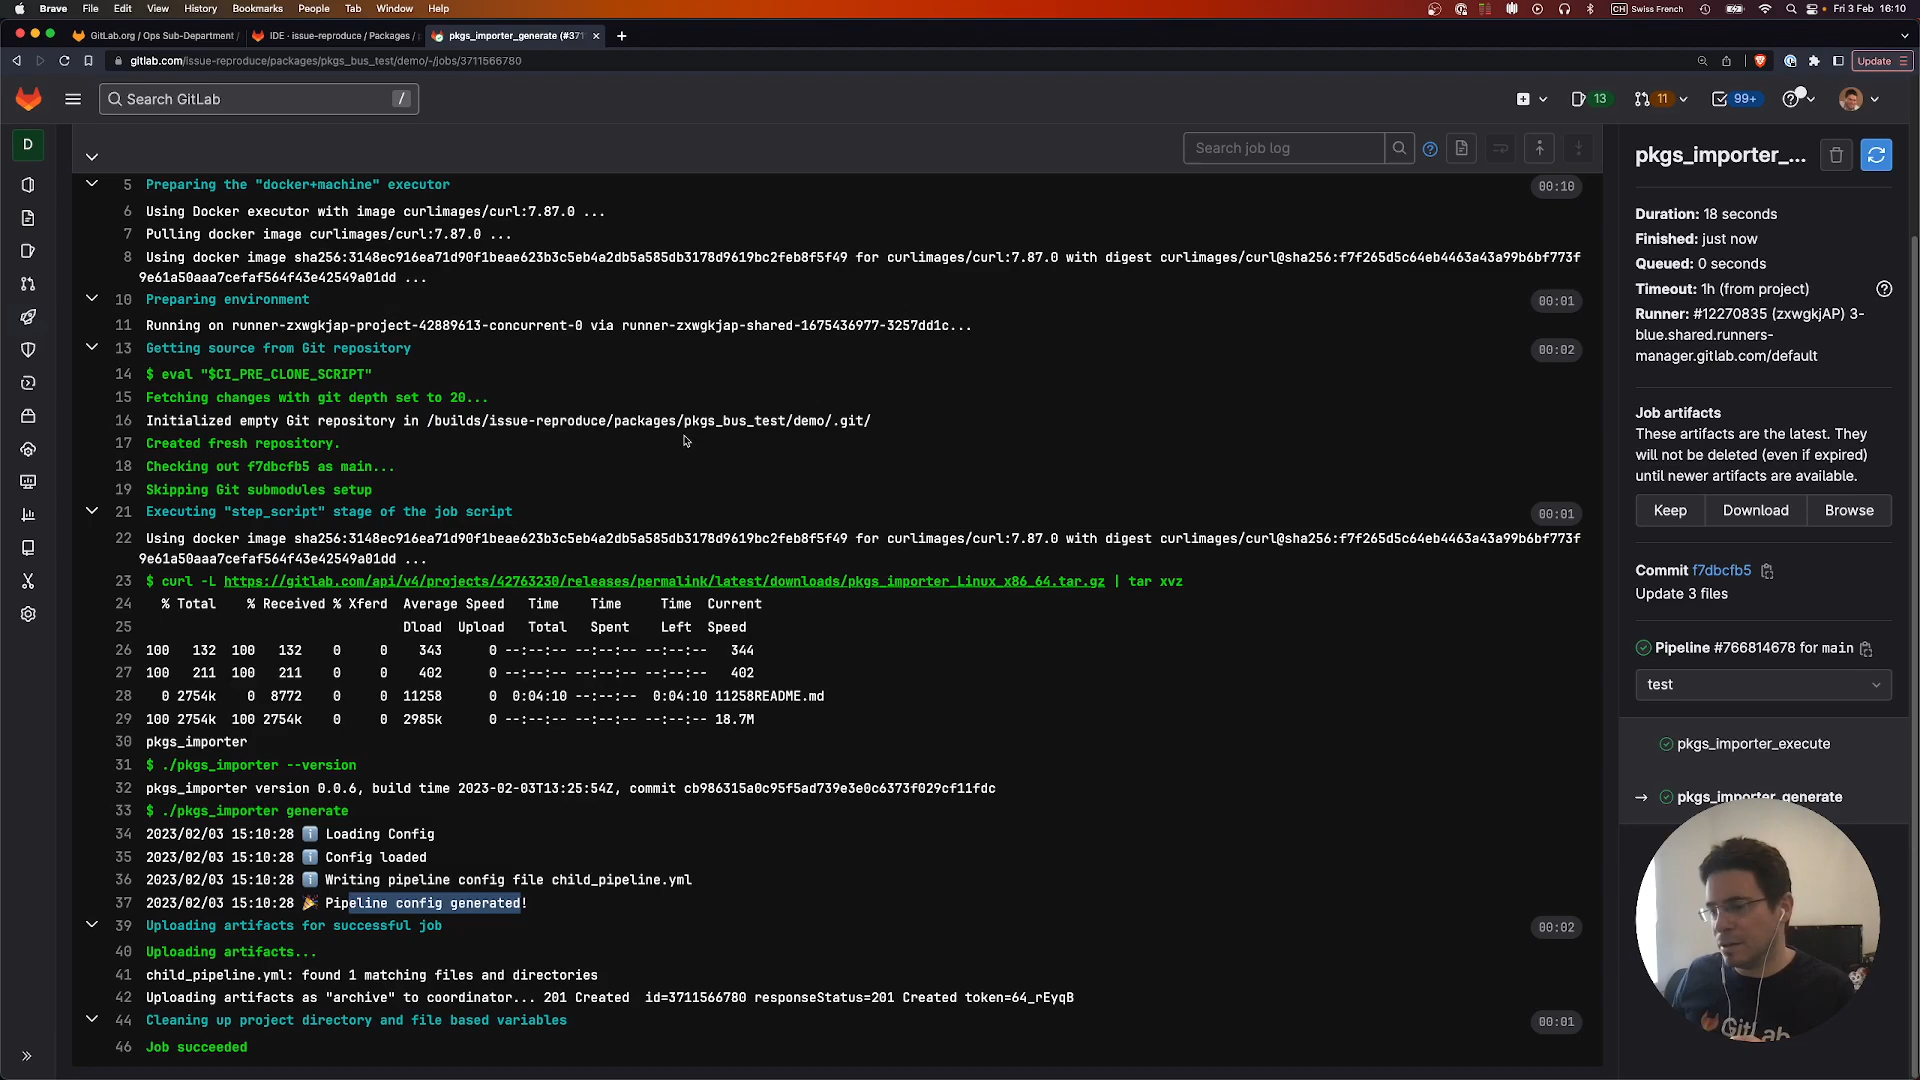 Brave File Edit View History Bookmarks People Tab Window Help CH Swiss French Fri 3 Feb 16:10
GitLab.org / Ops Sub-Department / IDE · issue-reproduce / Packages / pkgs_importer_generate (#371
gitlab.com/issue-reproduce/packages/pkgs_bus_test/demo/-/jobs/3711566780 Update
Search GitLab / 13 11 99+
D
Search job log
5 Preparing the "docker+machine" executor 00:10
6 Using Docker executor with image curlimages/curl:7.87.0 ...
7 Pulling docker image curlimages/curl:7.87.0 ...
8 Using docker image sha256:3148ec916ea71d90f1beae623b3c5eb4a2db5a585db3178d9619bc2feb8f5f49 for curlimages/curl:7.87.0 with digest curlimages/curl@sha256:f7f265d5c64eb4463a43a99b6bf773f
9e61a50aaa7cefaf564f43e42549a01dd ...
10 Preparing environment 00:01
11 Running on runner-zxwgkjap-project-42889613-concurrent-0 via runner-zxwgkjap-shared-1675436977-3257dd1c...
13 Getting source from Git repository 00:02
14 $ eval "$CI_PRE_CLONE_SCRIPT"
15 Fetching changes with git depth set to 20...
16 Initialized empty Git repository in /builds/issue-reproduce/packages/pkgs_bus_test/demo/.git/
17 Created fresh repository.
18 Checking out f7dbcfb5 as main...
19 Skipping Git submodules setup
21 Executing "step_script" stage of the job script 00:01
22 Using docker image sha256:3148ec916ea71d90f1beae623b3c5eb4a2db5a585db3178d9619bc2feb8f5f49 for curlimages/curl:7.87.0 with digest curlimages/curl@sha256:f7f265d5c64eb4463a43a99b6bf773f
9e61a50aaa7cefaf564f43e42549a01dd ...
23 $ curl -L https://gitlab.com/api/v4/projects/42763230/releases/permalink/latest/downloads/pkgs_importer_Linux_x86_64.tar.gz | tar xvz
24 % Total % Received % Xferd Average Speed Time Time Time Current
25 Dload Upload Total Spent Left Speed
26 100 132 100 132 0 0 343 0 --:--:-- --:--:-- --:--:-- 344
27 100 211 100 211 0 0 402 0 --:--:-- --:--:-- --:--:-- 402
28 0 2754k 0 8772 0 0 11258 0 0:04:10 --:--:-- 0:04:10 11258README.md
29 100 2754k 100 2754k 0 0 2985k 0 --:--:-- --:--:-- --:--:-- 18.7M
30 pkgs_importer
31 $ ./pkgs_importer --version
32 pkgs_importer version 0.0.6, build time 2023-02-03T13:25:54Z, commit cb986315a0c95f5ad739e3e0c6373f029cf11fdc
33 $ ./pkgs_importer generate
34 2023/02/03 15:10:28 ℹ️ Loading Config
35 2023/02/03 15:10:28 ℹ️ Config loaded
36 2023/02/03 15:10:28 ℹ️ Writing pipeline config file child_pipeline.yml
37 2023/02/03 15:10:28 🎉 Pipeline config generated!
39 Uploading artifacts for successful job 00:02
40 Uploading artifacts...
41 child_pipeline.yml: found 1 matching files and directories
42 Uploading artifacts as "archive" to coordinator... 201 Created id=3711566780 responseStatus=201 Created token=64_rEyqB
44 Cleaning up project directory and file based variables 00:01
46 Job succeeded
pkgs_importer_...
Duration: 18 seconds
Finished: just now
Queued: 0 seconds
Timeout: 1h (from project)
Runner: #12270835 (zxwgkjAP) 3-
blue.shared.runners-
manager.gitlab.com/default
Job artifacts
These artifacts are the latest. They
will not be deleted (even if expired)
until newer artifacts are available.
Keep Download Browse
Commit f7dbcfb5
Update 3 files
Pipeline #766814678 for main
test
pkgs_importer_execute
pkgs_importer_generate
GitLab